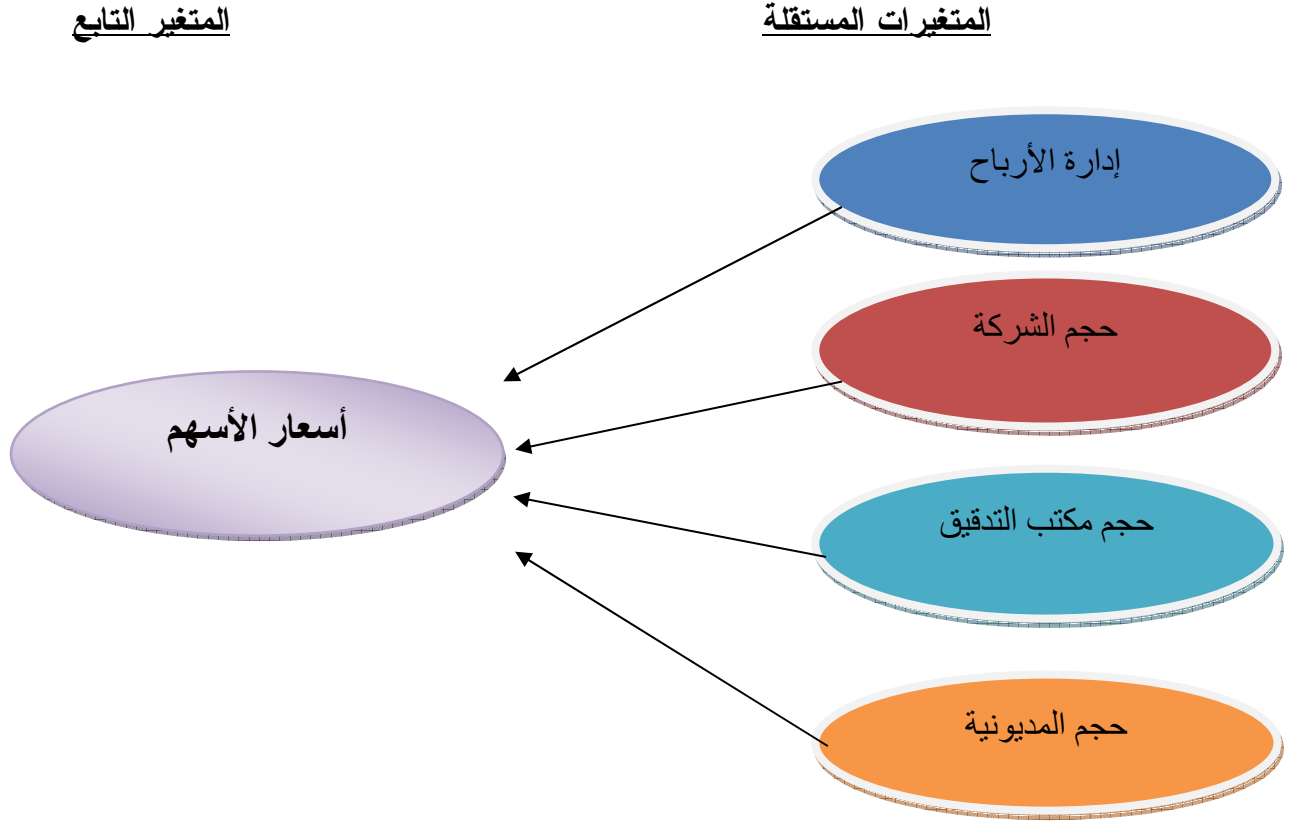 المتغيرات المستقلة
المتغير التابع
إدارة الأرباح
حجم الشركة
أسعار الأسهم
حجم مكتب التدقيق
حجم المديونية